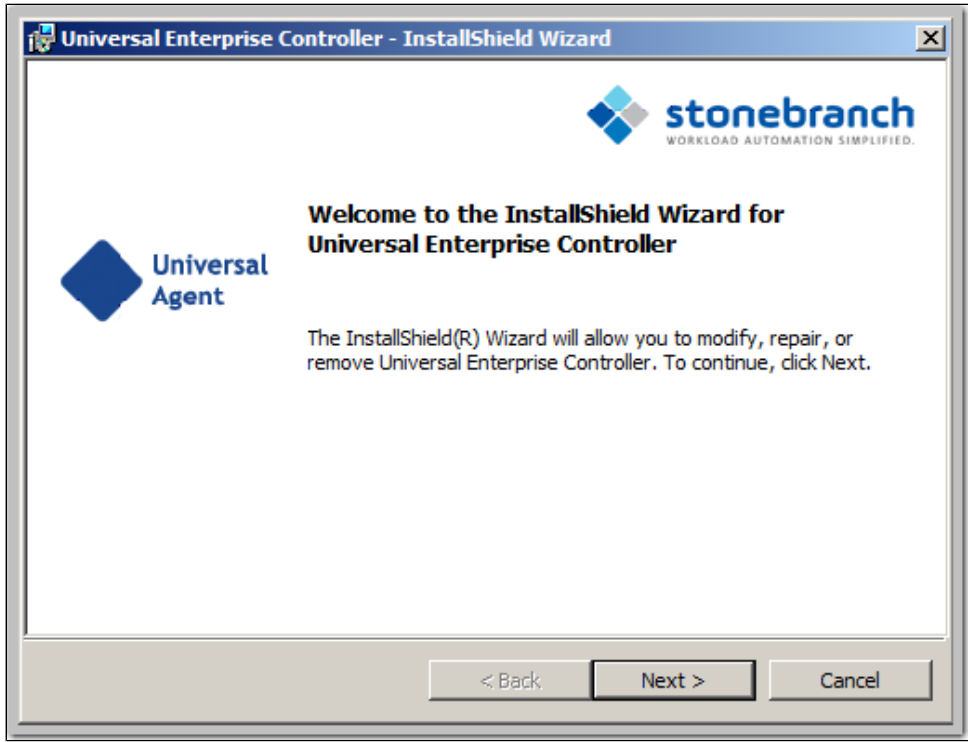 Universal Enterprise Controller - InstallShield Wizard
stonebranch
WORKLOAD AUTOMATION SIMPLIFIED.
Welcome to the InstallShield Wizard for
Universal Enterprise Controller
Universal
Agent
The InstallShield(R) Wizard will allow you to modify, repair, or
remove Universal Enterprise Controller. To continue, click Next.
< Back Next > Cancel